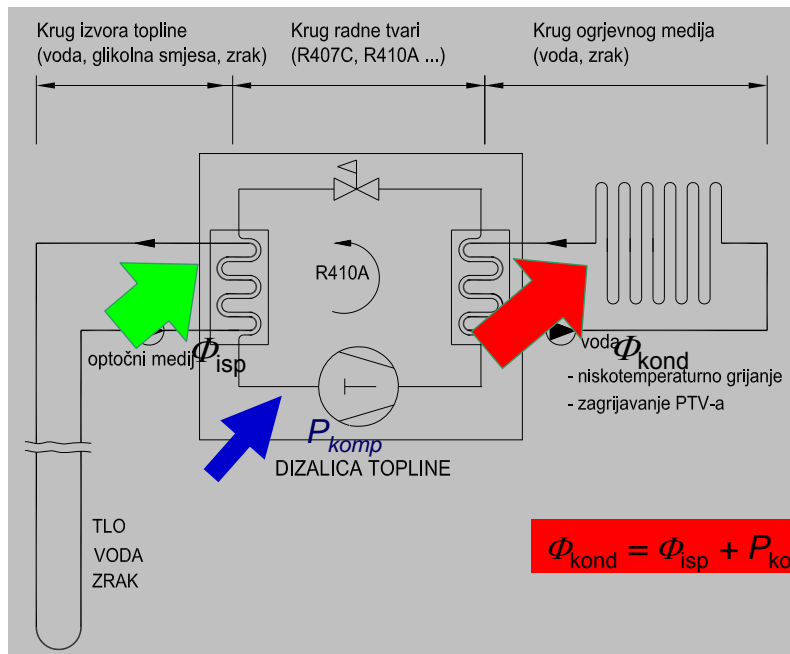 Krug izvora topline
(voda, glikolna smjesa, zrak)
Krug radne tvari
(R407C, R410A ...)
Krug ogrjevnog medija
(voda, zrak)
R410A
optočni medij
Φisp
voda
Φkond
- niskotemperaturno grijanje
- zagrijavanje PTV-a
Pkomp
DIZALICA TOPLINE
TLO
VODA
ZRAK
Φkond = Φisp + Pko